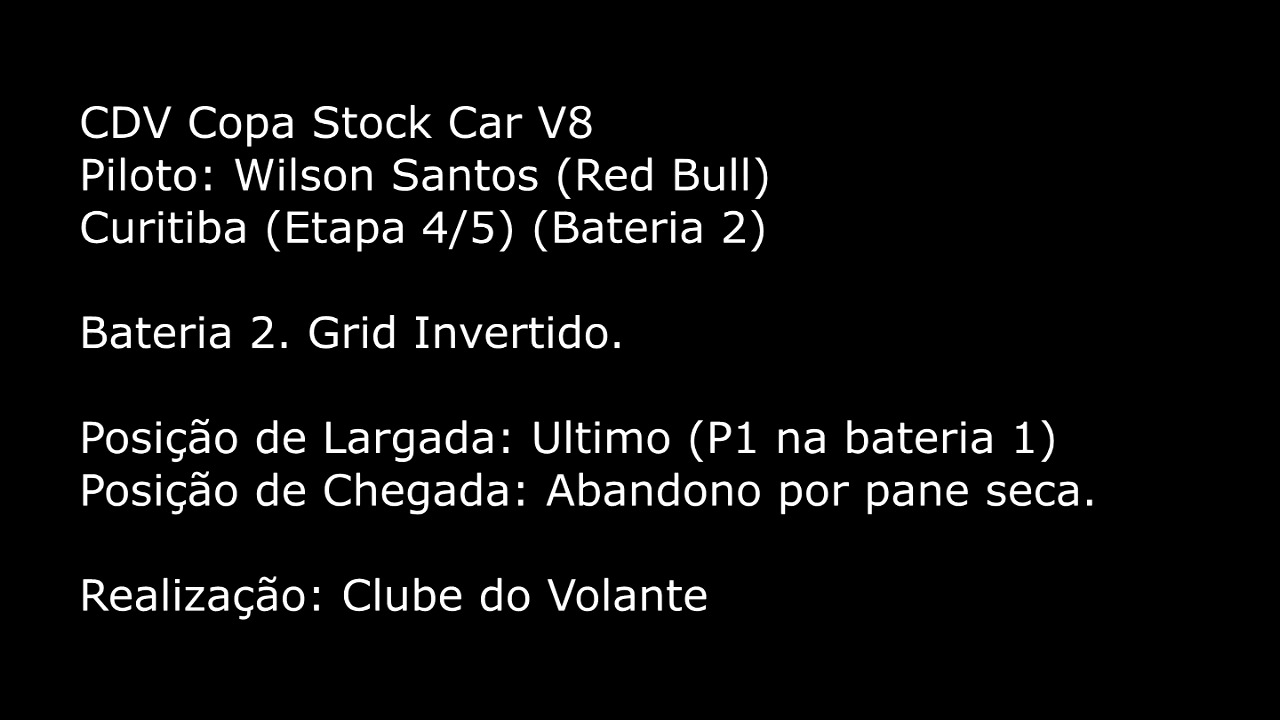 CDV Copa Stock Car V8
Piloto: Wilson Santos (Red Bull)
Curitiba (Etapa 4/5) (Bateria 2)
Bateria 2. Grid Invertido.
Posição de Largada: Ultimo (P1 na bateria 1)
Posição de Chegada: Abandono por pane seca.
Realização: Clube do Volante